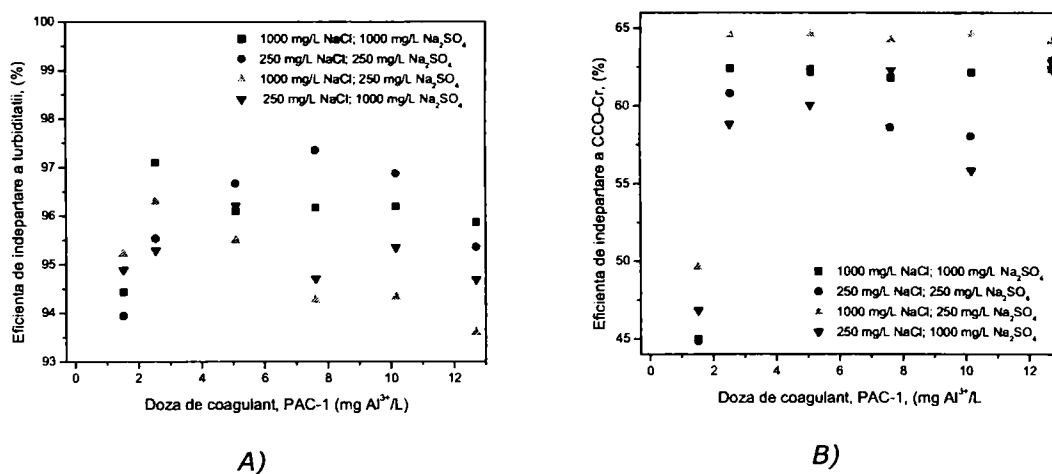 Eficienta de indepartare a turbiditatii, (%)
100
99
98
97
96
95
94
93
0 2 4 6 8 10 12
Doza de coagulant, PAC-1 (mg Al³⁺/L)
1000 mg/L NaCl; 1000 mg/L Na₂SO₄
250 mg/L NaCl; 250 mg/L Na₂SO₄
1000 mg/L NaCl; 250 mg/L Na₂SO₄
250 mg/L NaCl; 1000 mg/L Na₂SO₄
A)
Eficienta de indepartare a CCO-Cr, (%)
65
60
55
50
45
0 2 4 6 8 10 12
Doza de coagulant, PAC-1, (mg Al³⁺/L
1000 mg/L NaCl; 1000 mg/L Na₂SO₄
250 mg/L NaCl; 250 mg/L Na₂SO₄
1000 mg/L NaCl; 250 mg/L Na₂SO₄
250 mg/L NaCl; 1000 mg/L Na₂SO₄
B)